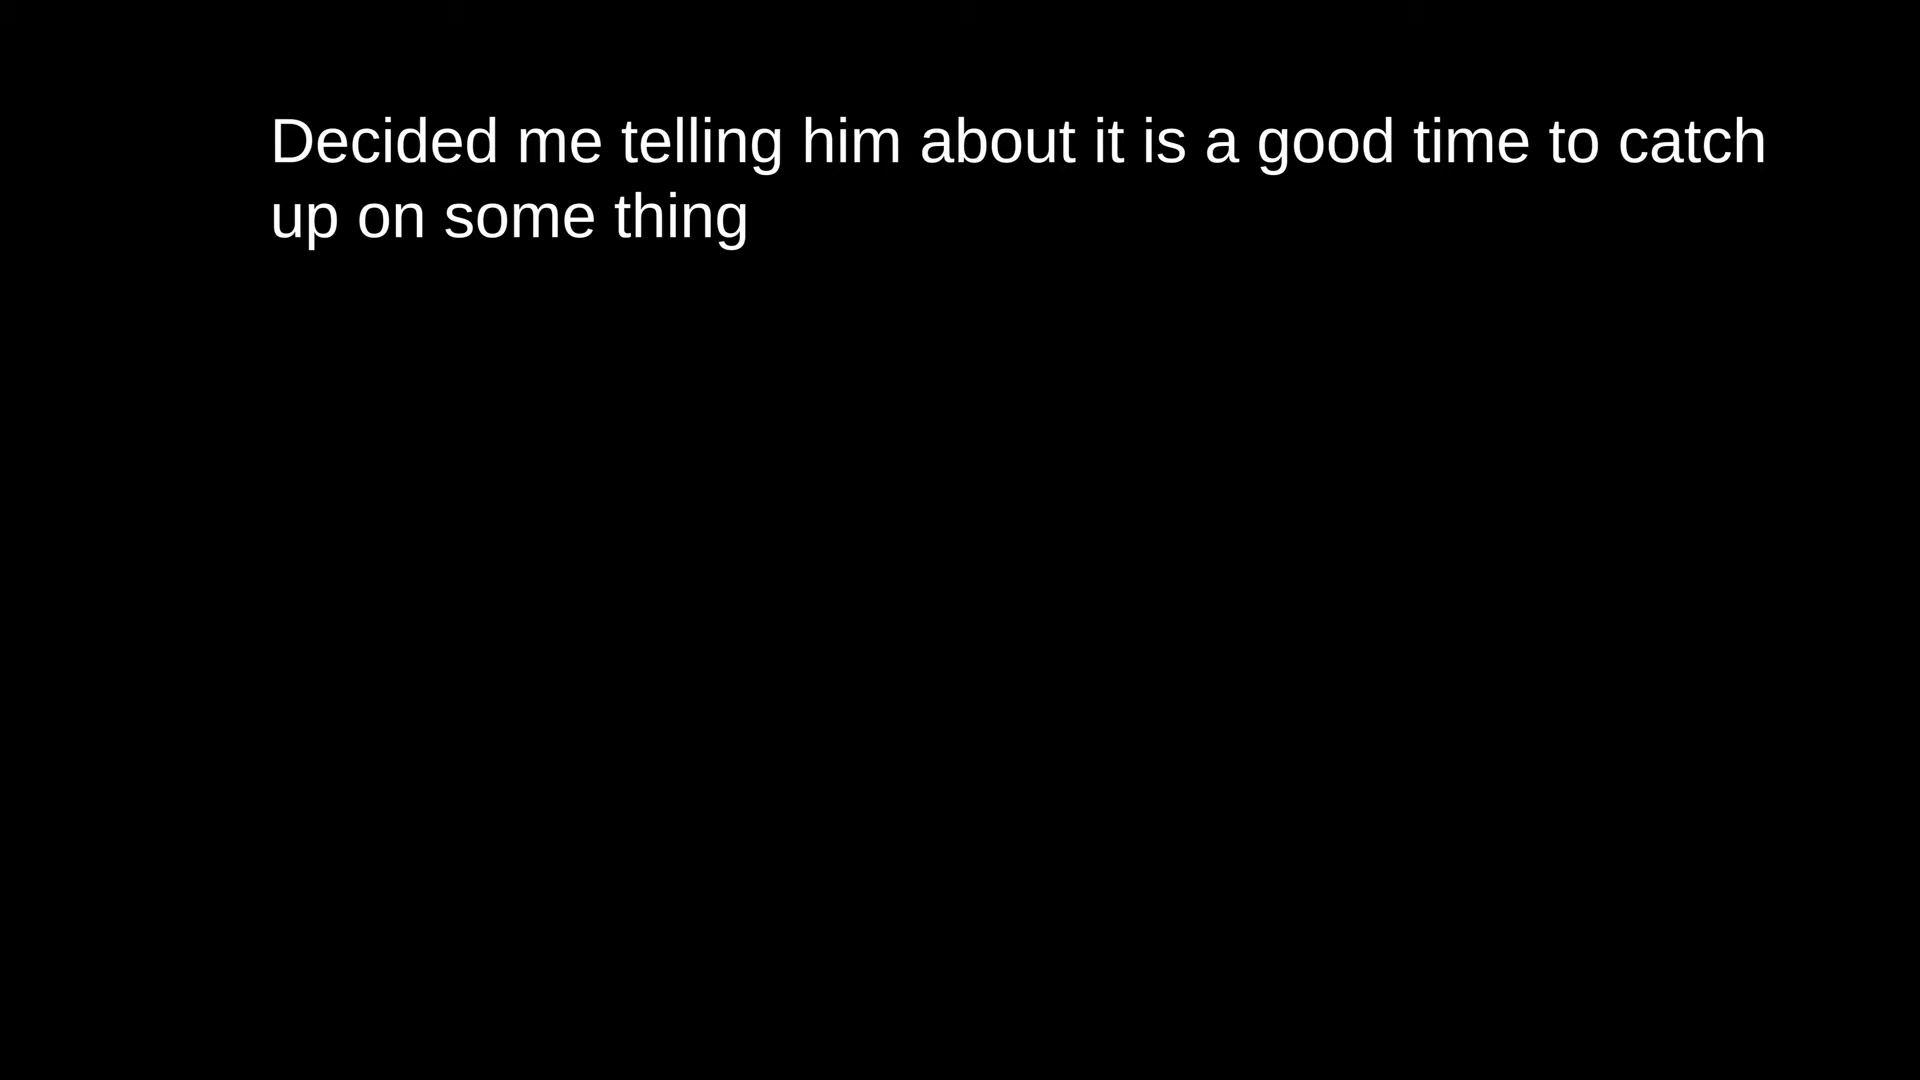 Decided me telling him about it is a good time to catch
up on some thing